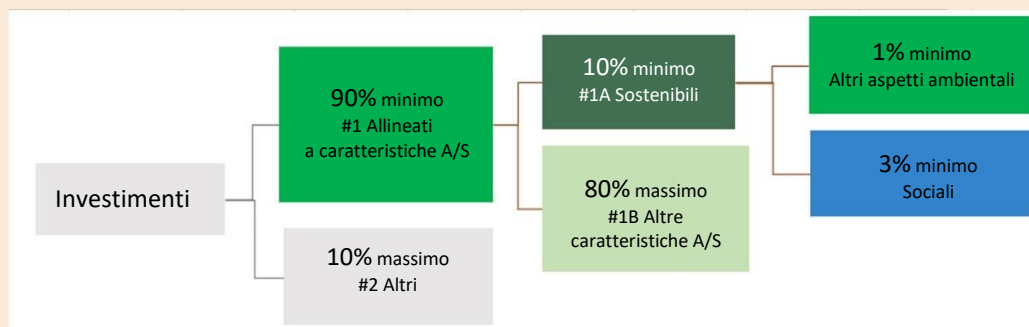 Investimenti
90% minimo
#1 Allineati
a caratteristiche A/S
10% massimo
#2 Altri
10% minimo
#1A Sostenibili
80% massimo
#1B Altre
caratteristiche A/S
1% minimo
Altri aspetti ambientali
3% minimo
Sociali